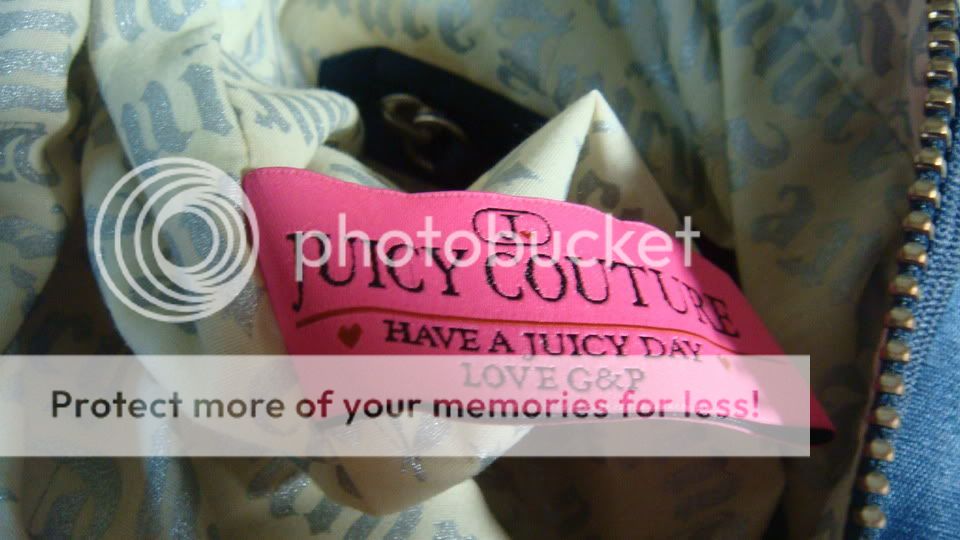 J
JUICY COUTURE
photobucket
HAVE A JUICY DAY
LOVE G&P
Protect more of your memories for less!